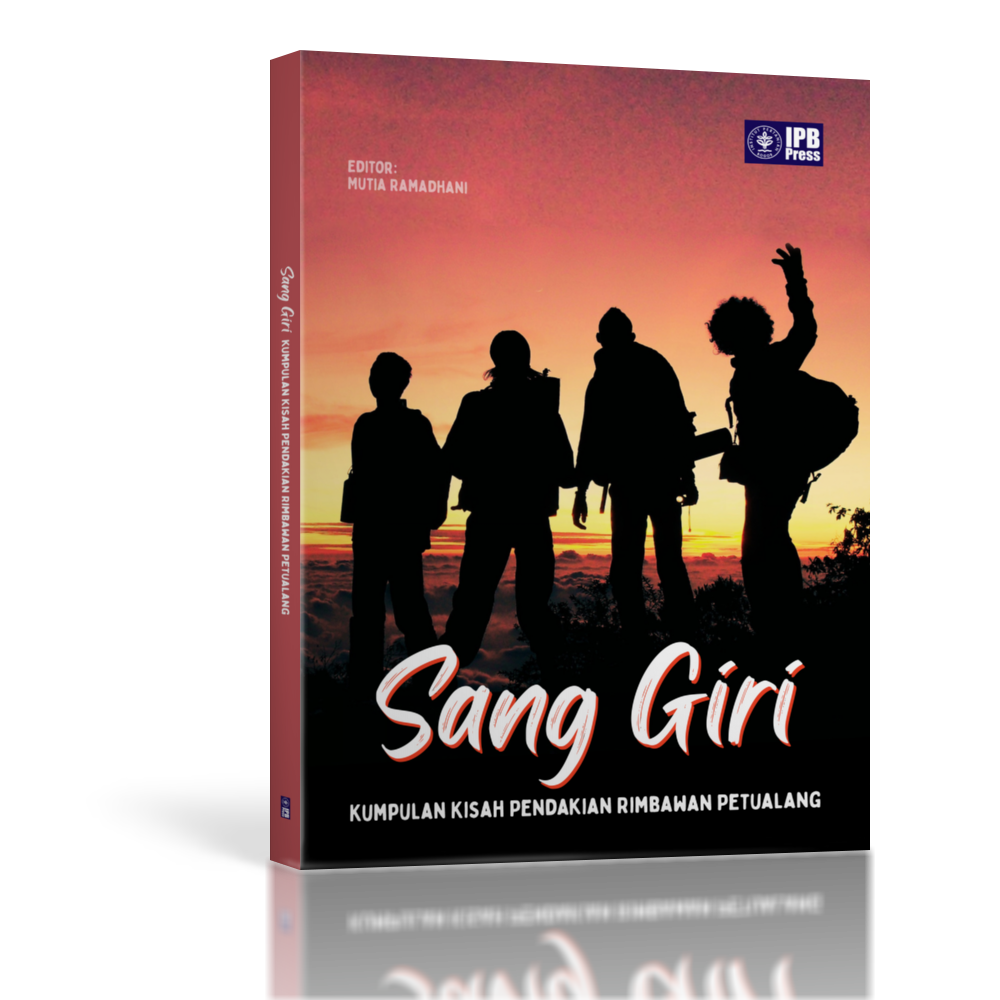 EDITOR:
MUTIA RAMADHANI
IPB
Press
Sang Giri KUMPULAN KISAH PENDAKIAN RIMBAWAN PETUALANG
Sang Giri
KUMPULAN KISAH PENDAKIAN RIMBAWAN PETUALANG